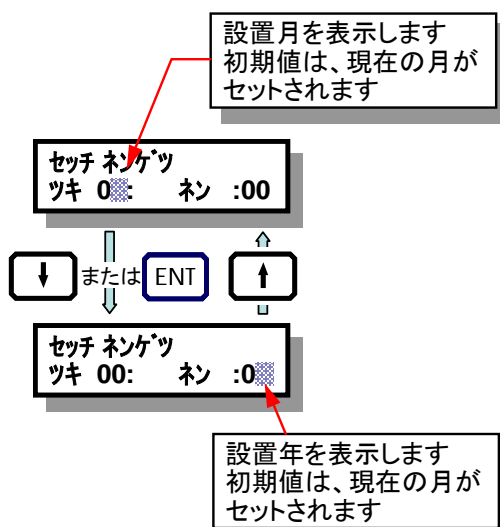 設置月を表示します
初期値は、現在の月が
セットされます
セッチ ネンゲツ
ツキ 0 : ネン :00
↓ または ENT ↑
セッチ ネンゲツ
ツキ 00: ネン :0
設置年を表示します
初期値は、現在の月が
セットされます